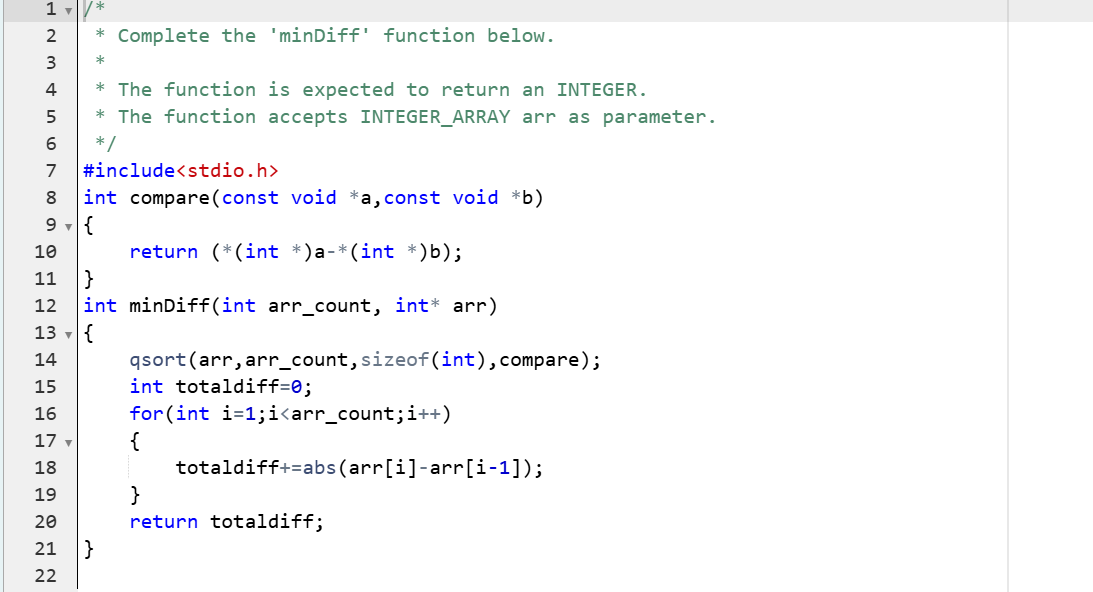 1 /*
2  * Complete the 'minDiff' function below.
3  *
4  * The function is expected to return an INTEGER.
5  * The function accepts INTEGER_ARRAY arr as parameter.
6  */
7 #include<stdio.h>
8 int compare(const void *a,const void *b)
9 {
10     return (*(int *)a-*(int *)b);
11 }
12 int minDiff(int arr_count, int* arr)
13 {
14     qsort(arr,arr_count,sizeof(int),compare);
15     int totaldiff=0;
16     for(int i=1;i<arr_count;i++)
17     {
18         totaldiff+=abs(arr[i]-arr[i-1]);
19     }
20     return totaldiff;
21 }
22